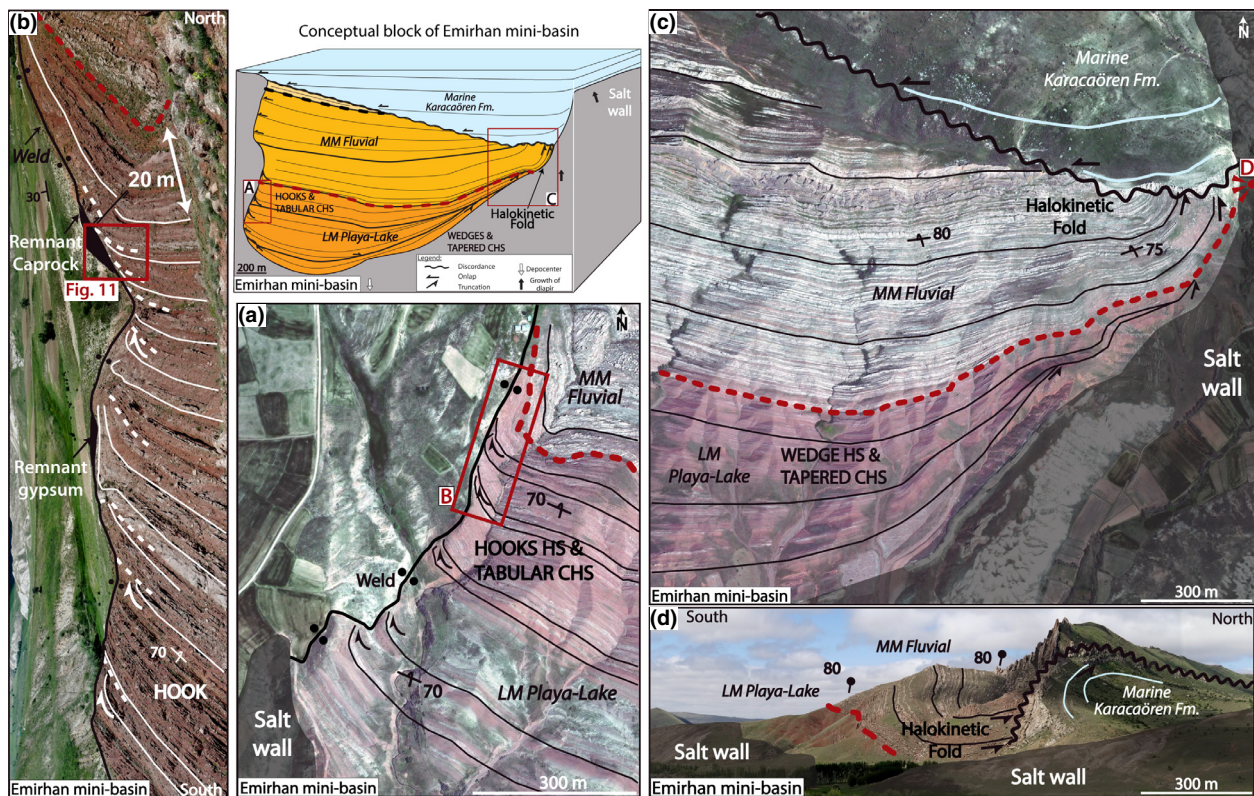 (b)
North
Weld
30
20 m
Remnant
Caprock
Fig. 11
Remnant
gypsum
70
HOOK
Emirhan mini-basin
South
Conceptual block of Emirhan mini-basin
Marine
Karacaören Fm.
Salt
wall
MM Fluvial
A
HOOKS &
TABULAR CHS
C
Halokinetic
Fold
LM Playa-Lake
WEDGES &
TAPERED CHS
200 m
Legend:
Discordance
Onlap
Truncation
Depocenter
Growth of
diapir
Emirhan mini-basin
(a)
N
MM
Fluvial
B
70
HOOKS HS &
TABULAR CHS
Weld
70
LM Playa-Lake
Salt
wall
300 m
Emirhan mini-basin
(c)
N
Marine
Karacaören Fm.
D
Halokinetic
Fold
80
75
MM Fluvial
Salt
wall
LM
Playa-Lake
WEDGE HS &
TAPERED CHS
300 m
Emirhan mini-basin
(d)
South
North
MM Fluvial
80
80
LM Playa-Lake
Marine
Karacaören Fm.
Halokinetic
Fold
Salt wall
Salt wall
300 m
Emirhan mini-basin